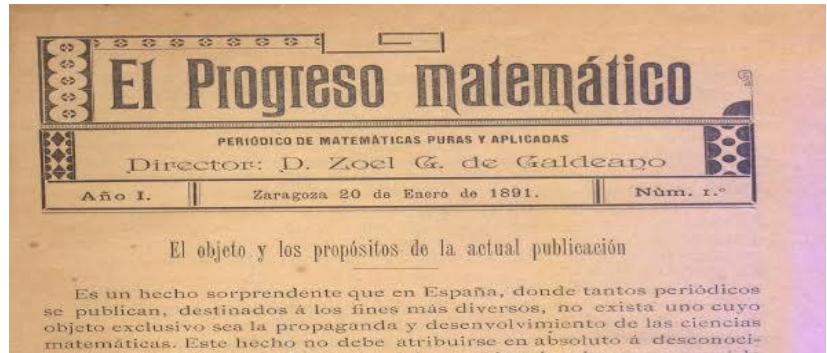 El Progreso matemático
PERIÓDICO DE MATEMÁTICAS PURAS Y APLICADAS
Director: D. Zoel G. de Galdeano
Año I.
Zaragoza 20 de Enero de 1891.
Núm. 1.º
El objeto y los propósitos de la actual publicación
Es un hecho sorprendente que en España, donde tantos periódicos
se publican, destinados á los fines más diversos, no exista uno cuyo
objeto exclusivo sea la propaganda y desenvolvimiento de las ciencias
matemáticas. Este hecho no debe atribuirse en absoluto á desconoci-